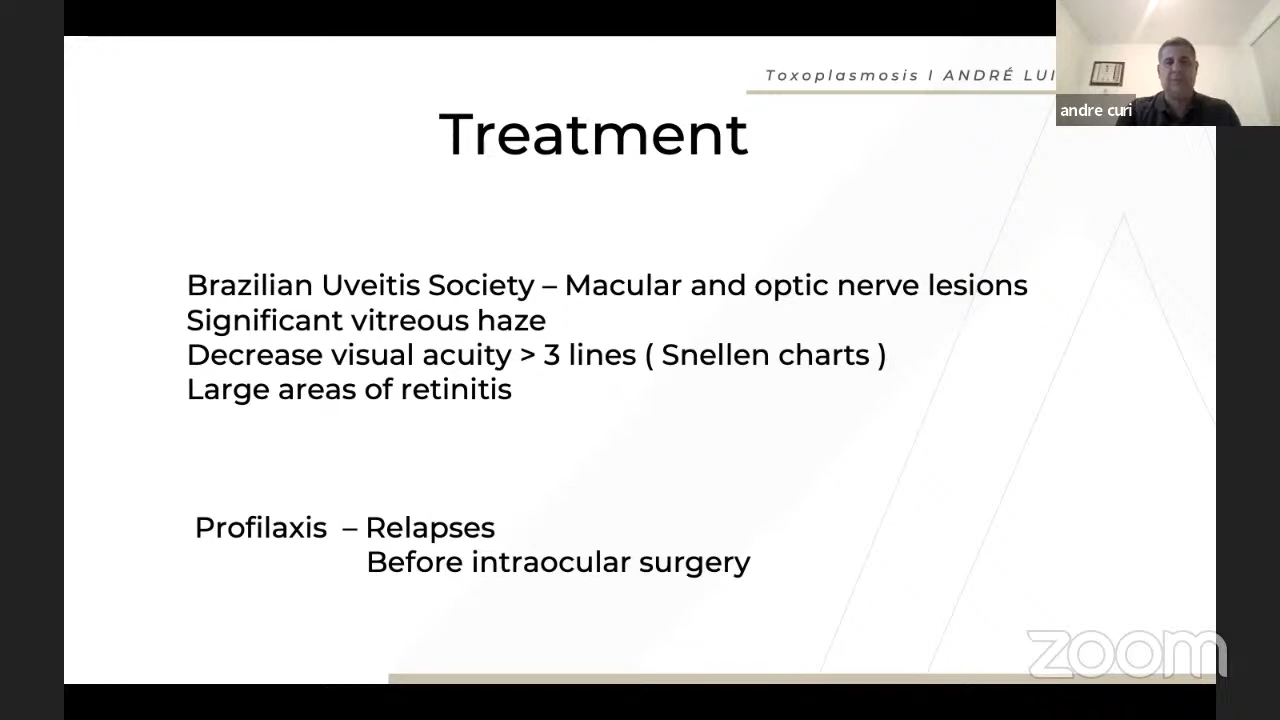 Toxoplasmosis I ANDRÉ LUI
andre curi
Treatment
Brazilian Uveitis Society – Macular and optic nerve lesions
Significant vitreous haze
Decrease visual acuity > 3 lines ( Snellen charts )
Large areas of retinitis
Profilaxis – Relapses
Before intraocular surgery
zoom